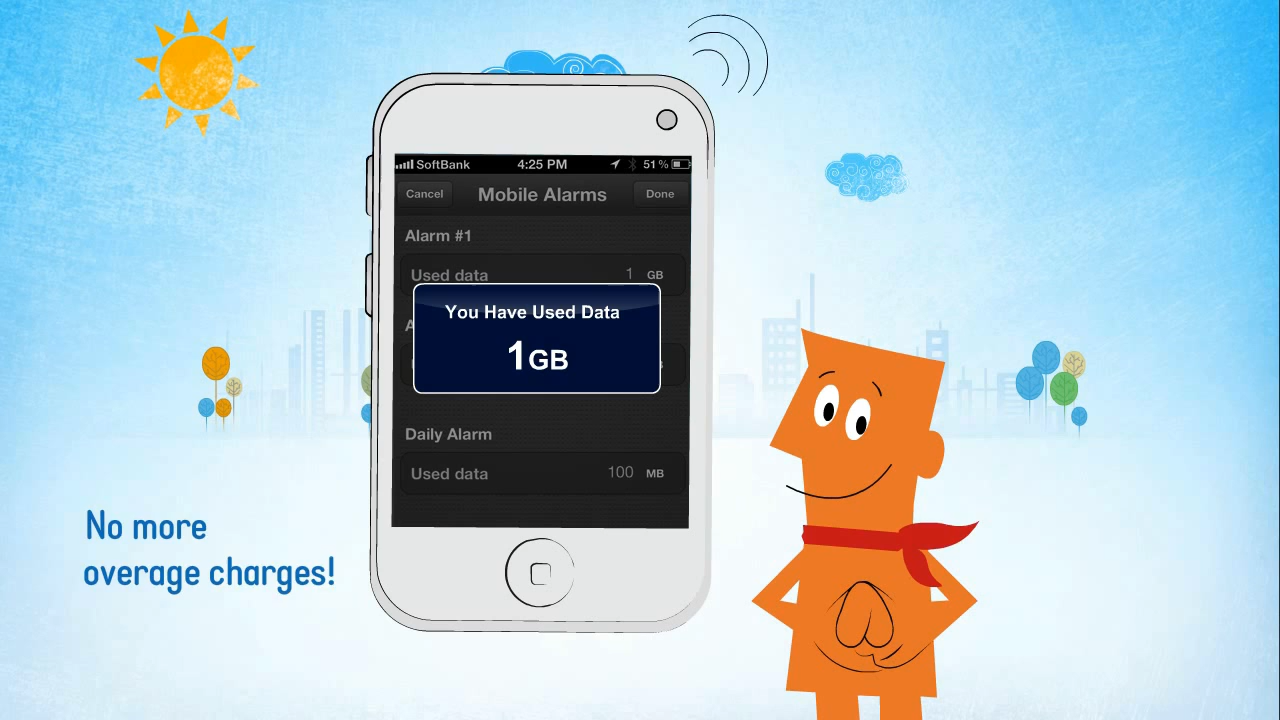 SoftBank 4:25 PM 51%
Cancel Mobile Alarms Done
Alarm #1
Used data 1 GB
You Have Used Data
1GB
Daily Alarm
Used data 100 MB
No more
overage charges!